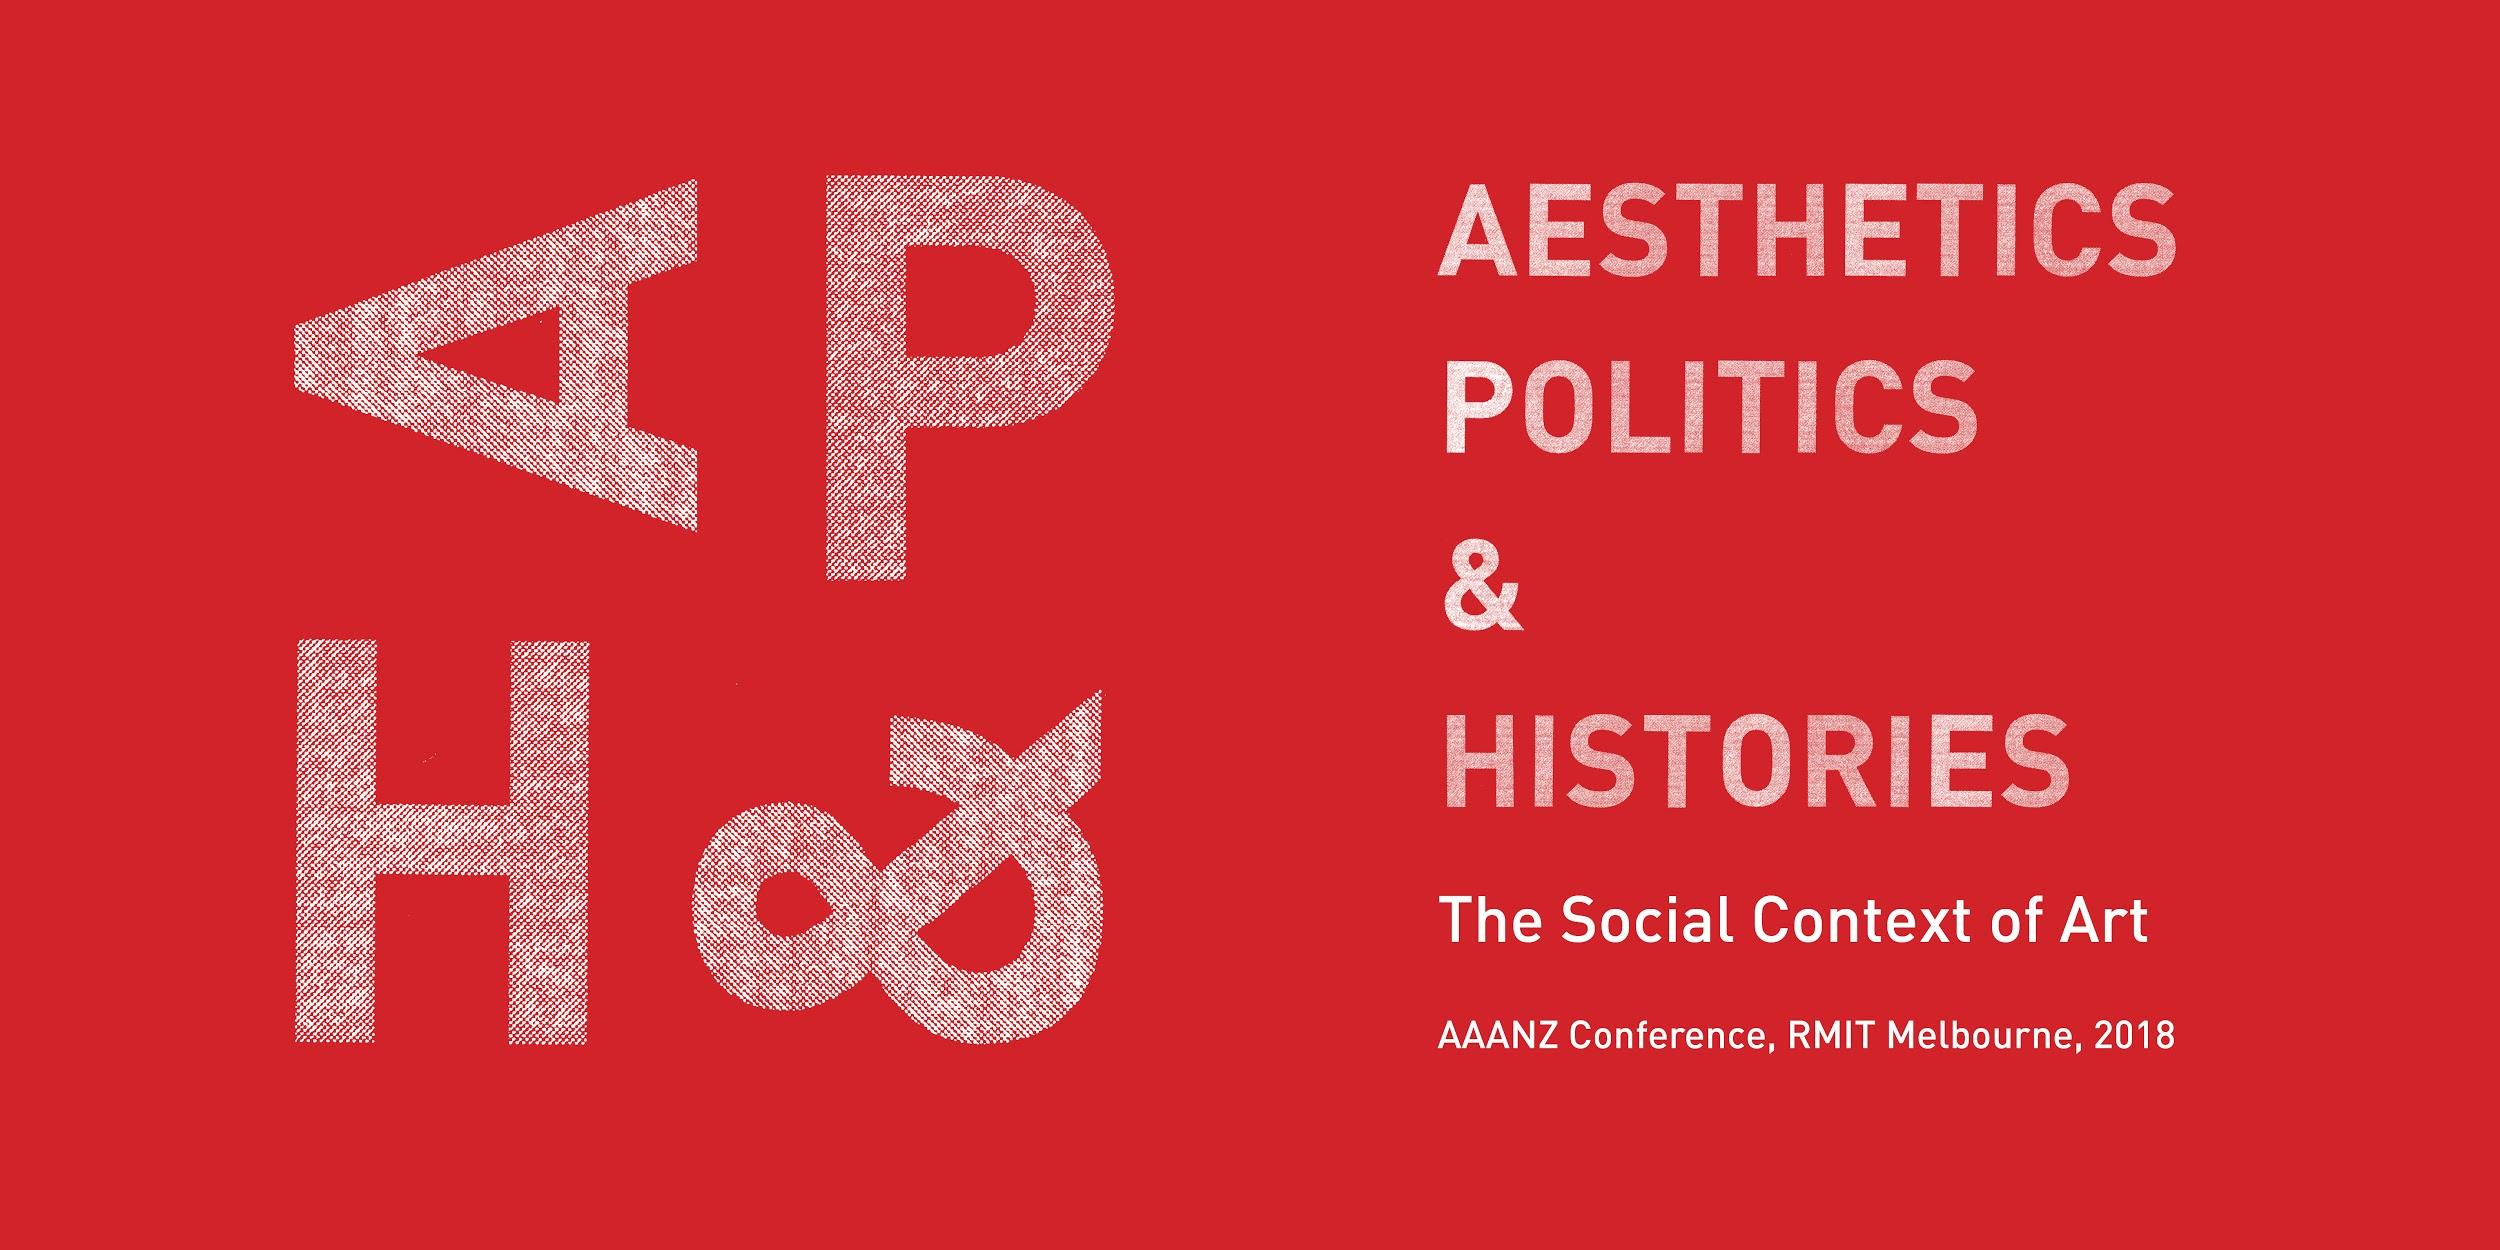 A P
H &
AESTHETICS
POLITICS
&
HISTORIES
The Social Context of Art
AAANZ Conference, RMIT Melbourne, 2018